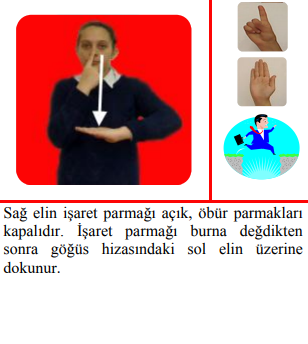 Sağ elin işaret parmağı açık, öbür parmakları
kapalıdır. İşaret parmağı burna değdikten
sonra göğüs hizasındaki sol elin üzerine
dokunur.